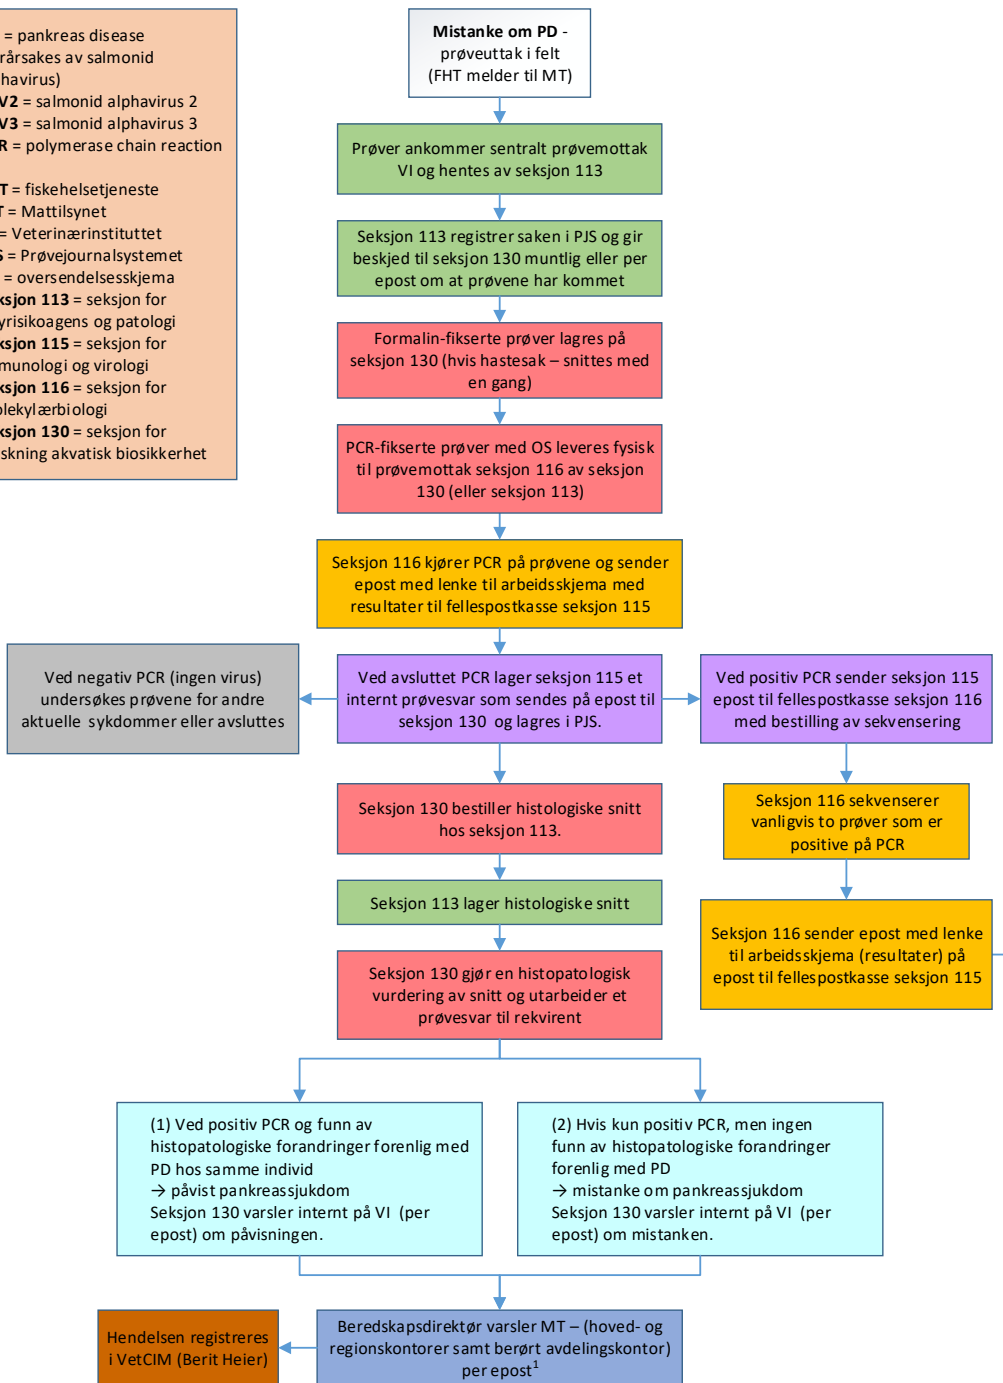 = pankreas disease
rårsakes av salmonid
havirus)
V2 = salmonid alphavirus 2
V3 = salmonid alphavirus 3
R = polymerase chain reaction
T = fiskehelsetjeneste
T = Mattilsynet
= Veterinærinstituttet
S = Prøvejournalsystemet
= oversendelsesskjema
ksjon 113 = seksjon for
yrisikoagens og patologi
ksjon 115 = seksjon for
munologi og virologi
ksjon 116 = seksjon for
olekylærbiologi
ksjon 130 = seksjon for
skning akvatisk biosikkerhet
Mistanke om PD -
prøveuttak i felt
(FHT melder til MT)
Prøver ankommer sentralt prøvemottak
VI og hentes av seksjon 113
Seksjon 113 registrer saken i PJS og gir
beskjed til seksjon 130 muntlig eller per
epost om at prøvene har kommet
Formalin-fikserte prøver lagres på
seksjon 130 (hvis hastesak – snittes med
en gang)
PCR-fikserte prøver med OS leveres fysisk
til prøvemottak seksjon 116 av seksjon
130 (eller seksjon 113)
Seksjon 116 kjører PCR på prøvene og sender
epost med lenke til arbeidsskjema med
resultater til fellespostkasse seksjon 115
Ved negativ PCR (ingen virus)
undersøkes prøvene for andre
aktuelle sykdommer eller avsluttes
Ved avsluttet PCR lager seksjon 115 et
internt prøvesvar som sendes på epost til
seksjon 130 og lagres i PJS.
Ved positiv PCR sender seksjon 115
epost til fellespostkasse seksjon 116
med bestilling av sekvensering
Seksjon 130 bestiller histologiske snitt
hos seksjon 113.
Seksjon 116 sekvenserer
vanligvis to prøver som er
positive på PCR
Seksjon 113 lager histologiske snitt
Seksjon 116 sender epost med lenke
til arbeidsskjema (resultater) på
epost til fellespostkasse seksjon 115
Seksjon 130 gjør en histopatologisk
vurdering av snitt og utarbeider et
prøvesvar til rekvirent
(1) Ved positiv PCR og funn av
histopatologiske forandringer forenlig med
PD hos samme individ
→ påvist pankreassjukdom
Seksjon 130 varsler internt på VI (per
epost) om påvisningen.
(2) Hvis kun positiv PCR, men ingen
funn av histopatologiske forandringer
forenlig med PD
→ mistanke om pankreassjukdom
Seksjon 130 varsler internt på VI (per
epost) om mistanken.
Hendelsen registreres
i VetCIM (Berit Heier)
Beredskapsdirektør varsler MT – (hoved- og
regionskontorer samt berørt avdelingskontor)
per epost¹